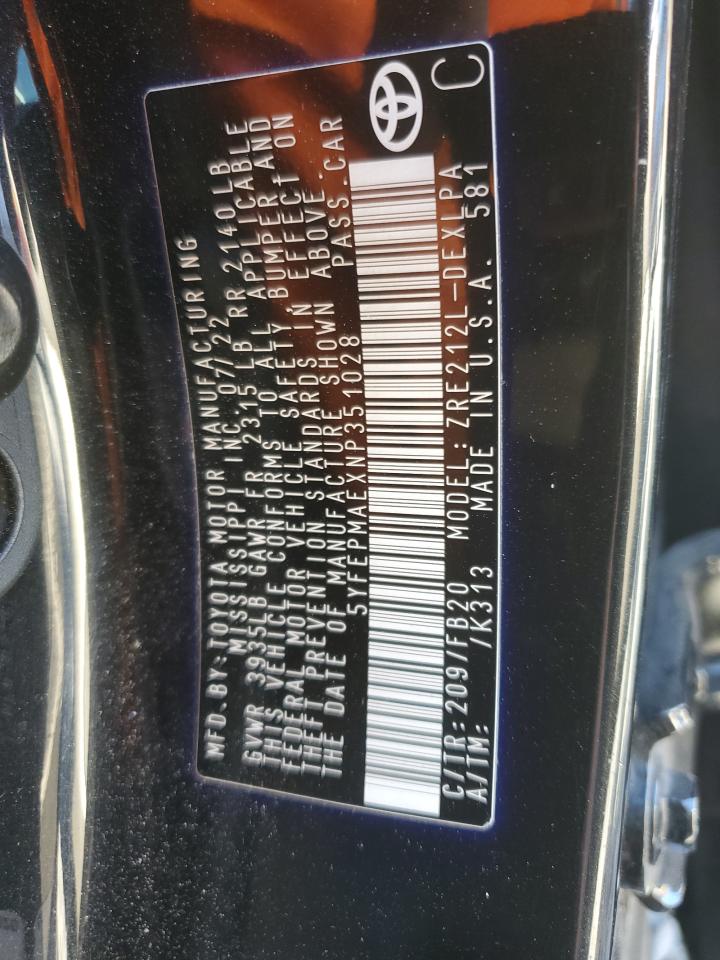 MFD.BY:TOYOTA MOTOR MANUFACTURING
MISSISSIPPI INC.07/22
GVWR 3935LB GAWR FR 2315 LB RR 2140LB
THIS VEHICLE CONFORMS TO ALL APPLICABLE
FEDERAL MOTOR VEHICLE SAFETY, BUMPER, AND
THEFT PREVENTION STANDARDS IN EFFECT ON
THE DATE OF MANUFACTURE SHOWN ABOVE.
5YFEPMAEXNP351028 PASS.CAR
C/TR:209/FB20 MODEL:ZRE212L-DEXLPA
A/TM: /K313 MADE IN U.S.A. 581
C